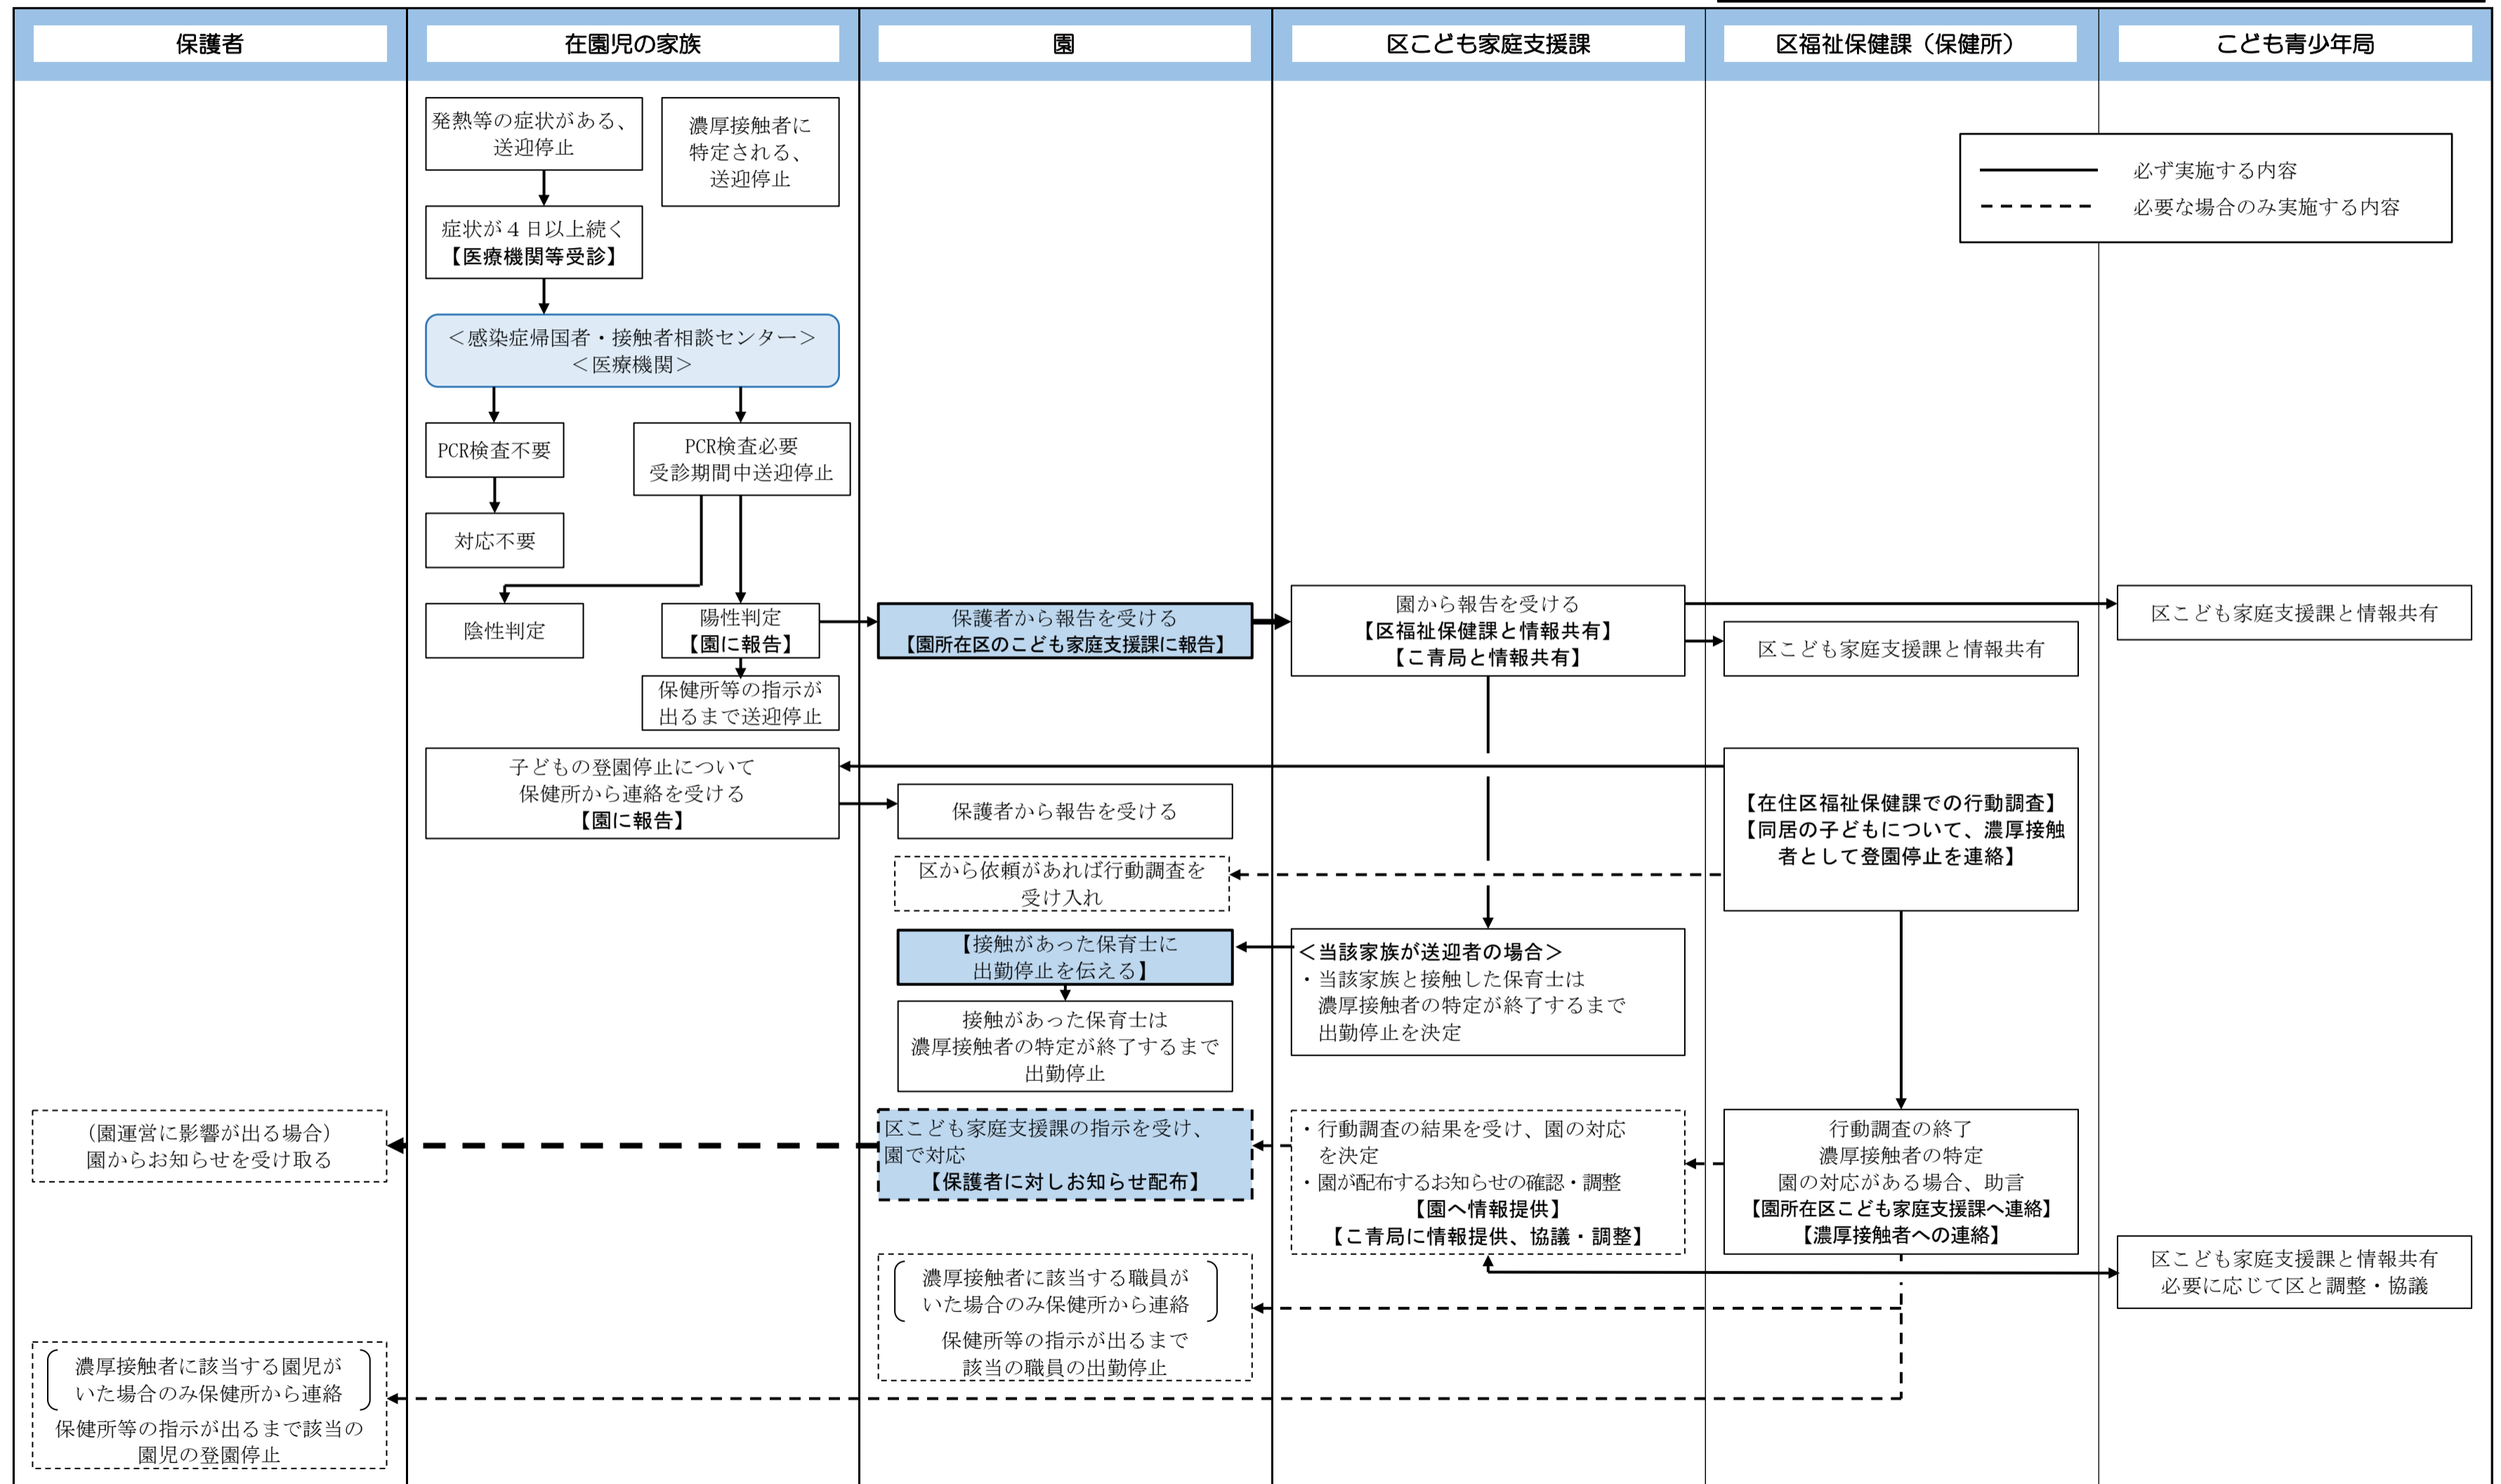 保護者
在園児の家族
園
区こども家庭支援課
区福祉保健課（保健所）
こども青少年局
発熱等の症状がある、
送迎停止
濃厚接触者に
特定される、
送迎停止
必ず実施する内容
必要な場合のみ実施する内容
症状が４日以上続く
【医療機関等受診】
＜感染症帰国者・接触者相談センター＞
＜医療機関＞
PCR検査不要
PCR検査必要
受診期間中送迎停止
対応不要
陰性判定
陽性判定
【園に報告】
保護者から報告を受ける
【園所在区のこども家庭支援課に報告】
園から報告を受ける
【区福祉保健課と情報共有】
【こ青局と情報共有】
区こども家庭支援課と情報共有
区こども家庭支援課と情報共有
保健所等の指示が
出るまで送迎停止
子どもの登園停止について
保健所から連絡を受ける
【園に報告】
保護者から報告を受ける
【在住区福祉保健課での行動調査】
【同居の子どもについて、濃厚接触
者として登園停止を連絡】
区から依頼があれば行動調査を
受け入れ
【接触があった保育士に
出勤停止を伝える】
＜当該家族が送迎者の場合＞
・当該家族と接触した保育士は
濃厚接触者の特定が終了するまで
出勤停止を決定
接触があった保育士は
濃厚接触者の特定が終了するまで
出勤停止
（園運営に影響が出る場合）
園からお知らせを受け取る
区こども家庭支援課の指示を受け、
園で対応
【保護者に対しお知らせ配布】
・行動調査の結果を受け、園の対応
を決定
・園が配布するお知らせの確認・調整
【園へ情報提供】
【こ青局に情報提供、協議・調整】
行動調査の終了
濃厚接触者の特定
園の対応がある場合、助言
【園所在区こども家庭支援課へ連絡】
【濃厚接触者への連絡】
区こども家庭支援課と情報共有
必要に応じて区と調整・協議
濃厚接触者に該当する職員が
いた場合のみ保健所から連絡
保健所等の指示が出るまで
該当の職員の出勤停止
濃厚接触者に該当する園児が
いた場合のみ保健所から連絡
保健所等の指示が出るまで該当の
園児の登園停止